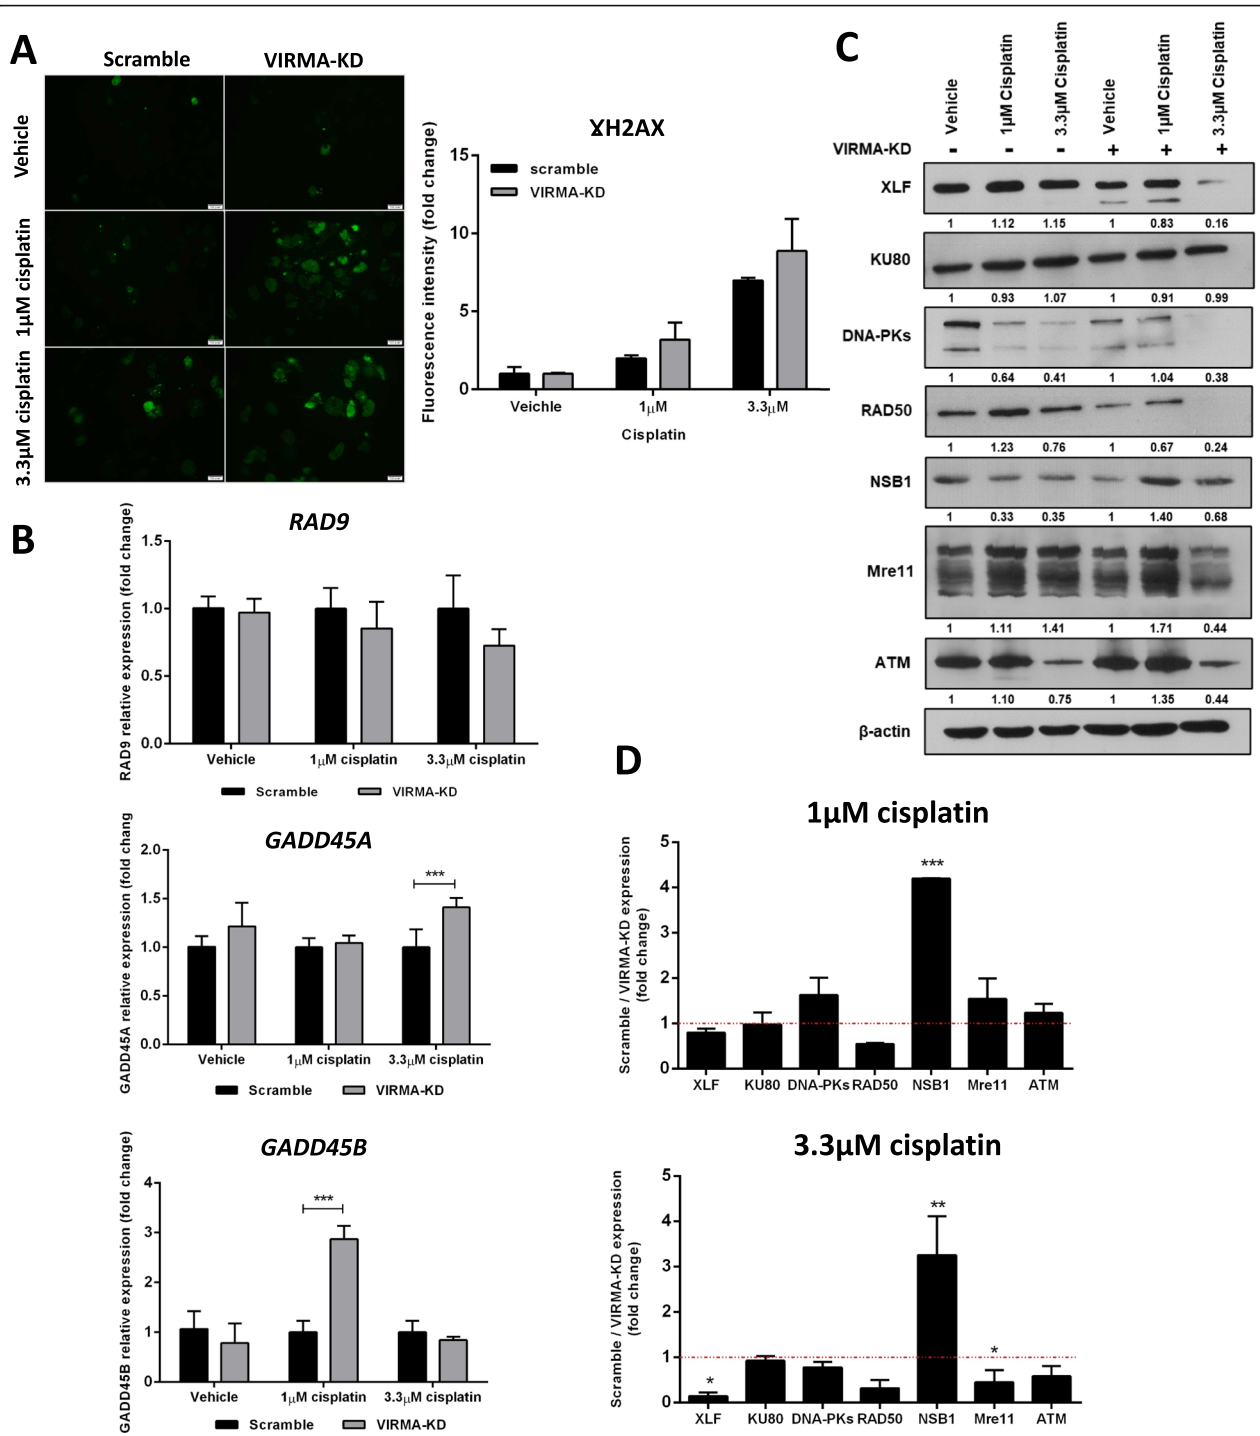 A
Scramble
VIRMA-KD
Vehicle
1µM cisplatin
3.3µM cisplatin
ɣH2AX
Fluorescence intensity (fold change)
15
10
5
0
scramble
VIRMA-KD
Veichle
1µM
3.3µM
Cisplatin
B
RAD9
RAD9 relative expression (fold change)
1.5
1.0
0.5
0.0
Vehicle
1µM cisplatin
3.3µM cisplatin
Scramble
VIRMA-KD
GADD45A
GADD45A relative expression (fold chang
2.0
1.5
1.0
0.5
0.0
***
Vehicle
1µM cisplatin
3.3µM cisplatin
Scramble
VIRMA-KD
GADD45B
GADD45B relative expression (fold change)
4
3
2
1
0
***
Vehicle
1µM cisplatin
3.3µM cisplatin
Scramble
VIRMA-KD
C
Vehicle
1µM Cisplatin
3.3µM Cisplatin
Vehicle
1µM Cisplatin
3.3µM Cisplatin
VIRMA-KD - - - + + +
XLF
1 1.12 1.15 1 0.83 0.16
KU80
1 0.93 1.07 1 0.91 0.99
DNA-PKs
1 0.64 0.41 1 1.04 0.38
RAD50
1 1.23 0.76 1 0.67 0.24
NSB1
1 0.33 0.35 1 1.40 0.68
Mre11
1 1.11 1.41 1 1.71 0.44
ATM
1 1.10 0.75 1 1.35 0.44
β-actin
D
1µM cisplatin
Scramble / VIRMA-KD expression
(fold change)
5
4
3
2
1
0
***
XLF KU80 DNA-PKs RAD50 NSB1 Mre11 ATM
3.3µM cisplatin
Scramble / VIRMA-KD expression
(fold change)
5
4
3
2
1
0
*
**
*
XLF KU80 DNA-PKs RAD50 NSB1 Mre11 ATM